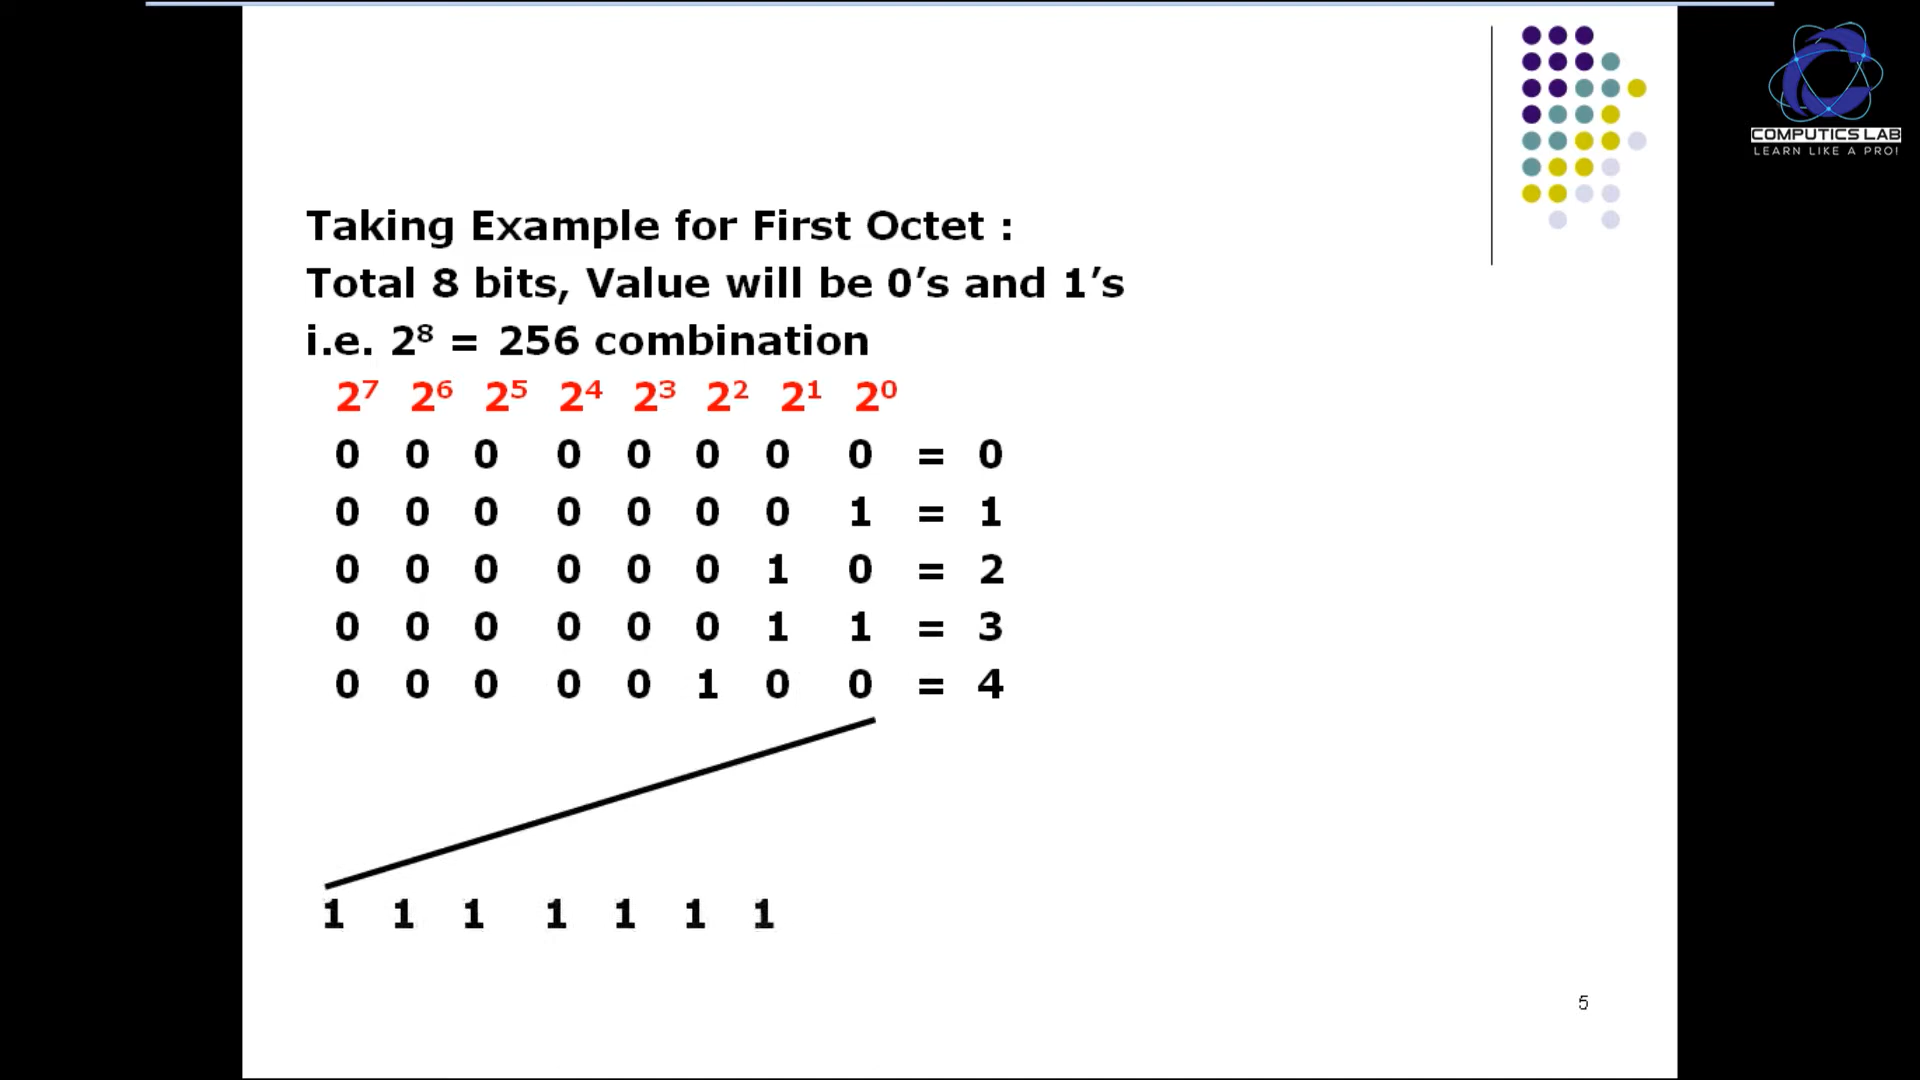 COMPUTICS LAB
LEARN LIKE A PRO!
Taking Example for First Octet :
Total 8 bits, Value will be 0’s and 1’s
i.e. 2⁸ = 256 combination
2⁷ 2⁶ 2⁵ 2⁴ 2³ 2² 2¹ 2⁰
0 0 0 0 0 0 0 0 = 0
0 0 0 0 0 0 0 1 = 1
0 0 0 0 0 0 1 0 = 2
0 0 0 0 0 0 1 1 = 3
0 0 0 0 0 1 0 0 = 4
1 1 1 1 1 1 1
5